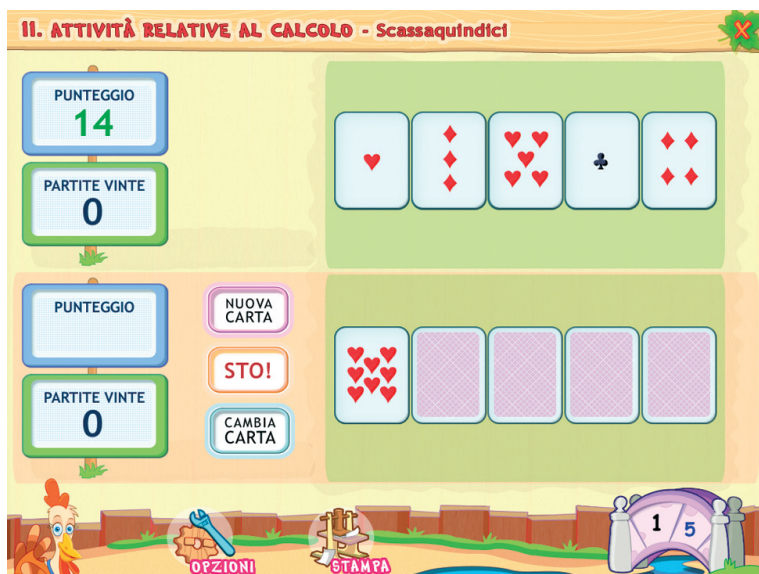 II. ATTIVITÀ RELATIVE AL CALCOLO - Scassaquindici
X
PUNTEGGIO
14
PARTITE VINTE
0
PUNTEGGIO
PARTITE VINTE
0
NUOVA
CARTA
STO!
CAMBIA
CARTA
OPZIONI
STAMPA
1/5